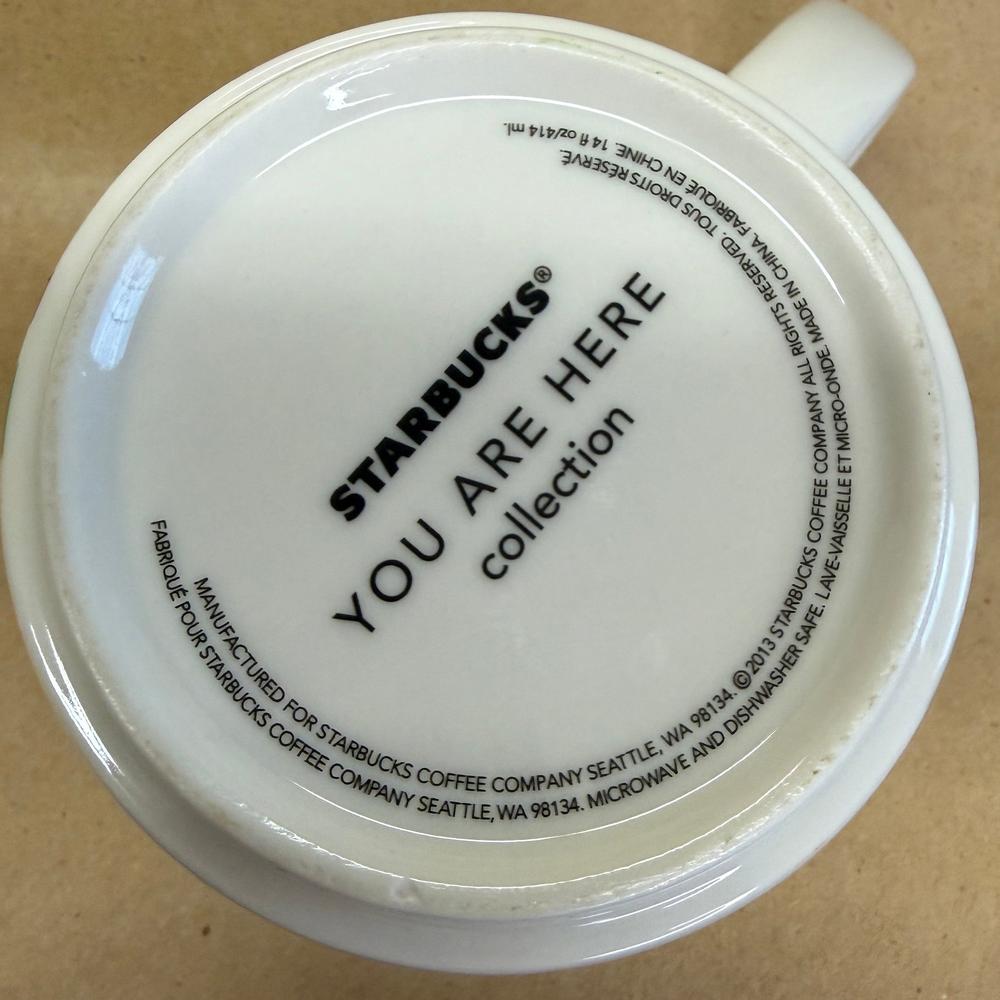 STARBUCKS®
YOU ARE HERE
collection
MANUFACTURED FOR STARBUCKS COFFEE COMPANY SEATTLE, WA 98134. ©2013 STARBUCKS COFFEE COMPANY ALL RIGHTS RESERVED. TOUS DROITS RÉSERVÉ.
FABRIQUÉ POUR STARBUCKS COFFEE COMPANY SEATTLE, WA 98134. MICROWAVE AND DISHWASHER SAFE. LAVE-VAISSELLE ET MICRO-ONDE. MADE IN CHINA. FABRIQUÉ EN CHINE. 14 fl oz/414 ml.